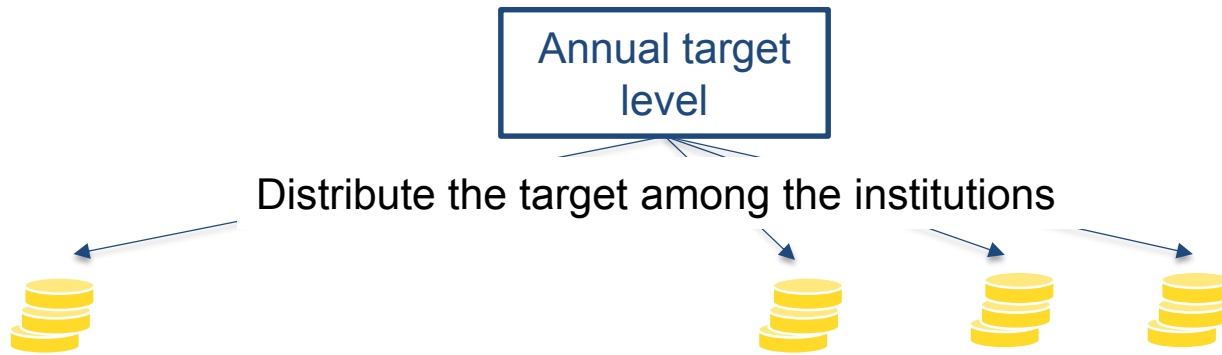 Annual target
level
Distribute the target among the institutions